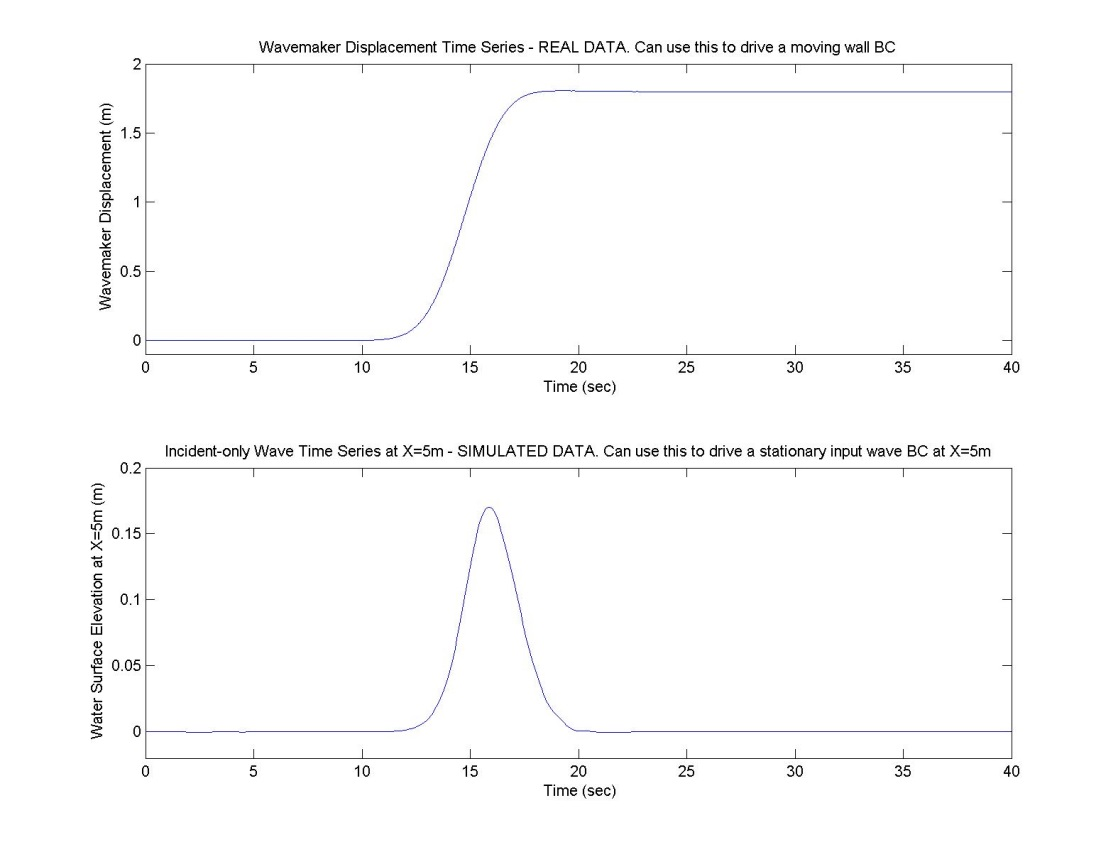 Wavemaker Displacement Time Series - REAL DATA. Can use this to drive a moving wall BC
2
1.5
1
0.5
0
Wavemaker Displacement (m)
0 5 10 15 20 25 30 35 40
Time (sec)
Incident-only Wave Time Series at X=5m - SIMULATED DATA. Can use this to drive a stationary input wave BC at X=5m
0.2
0.15
0.1
0.05
0
Water Surface Elevation at X=5m (m)
0 5 10 15 20 25 30 35 40
Time (sec)